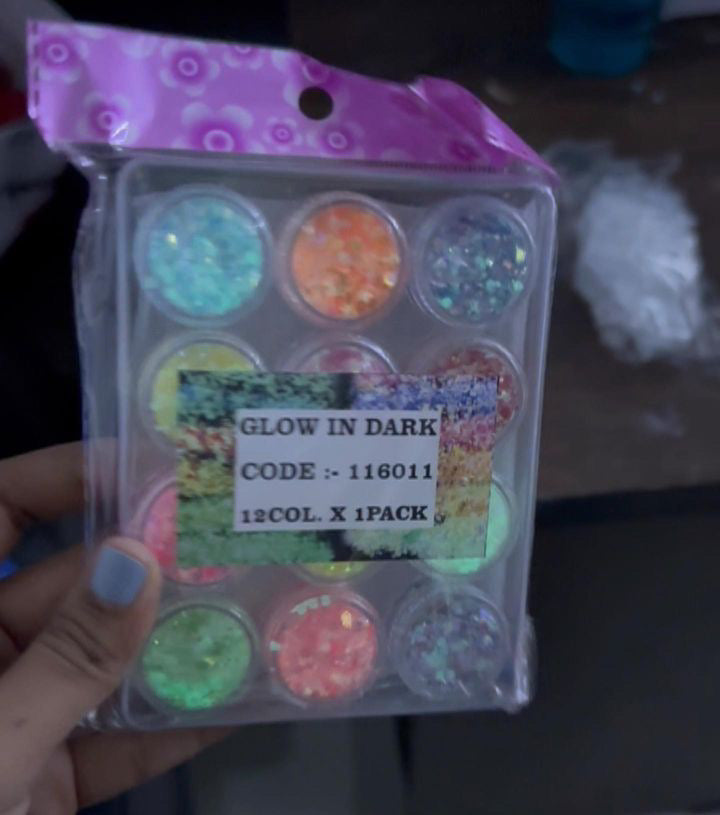 GLOW IN DARK
CODE :- 116011
12COL. X 1PACK